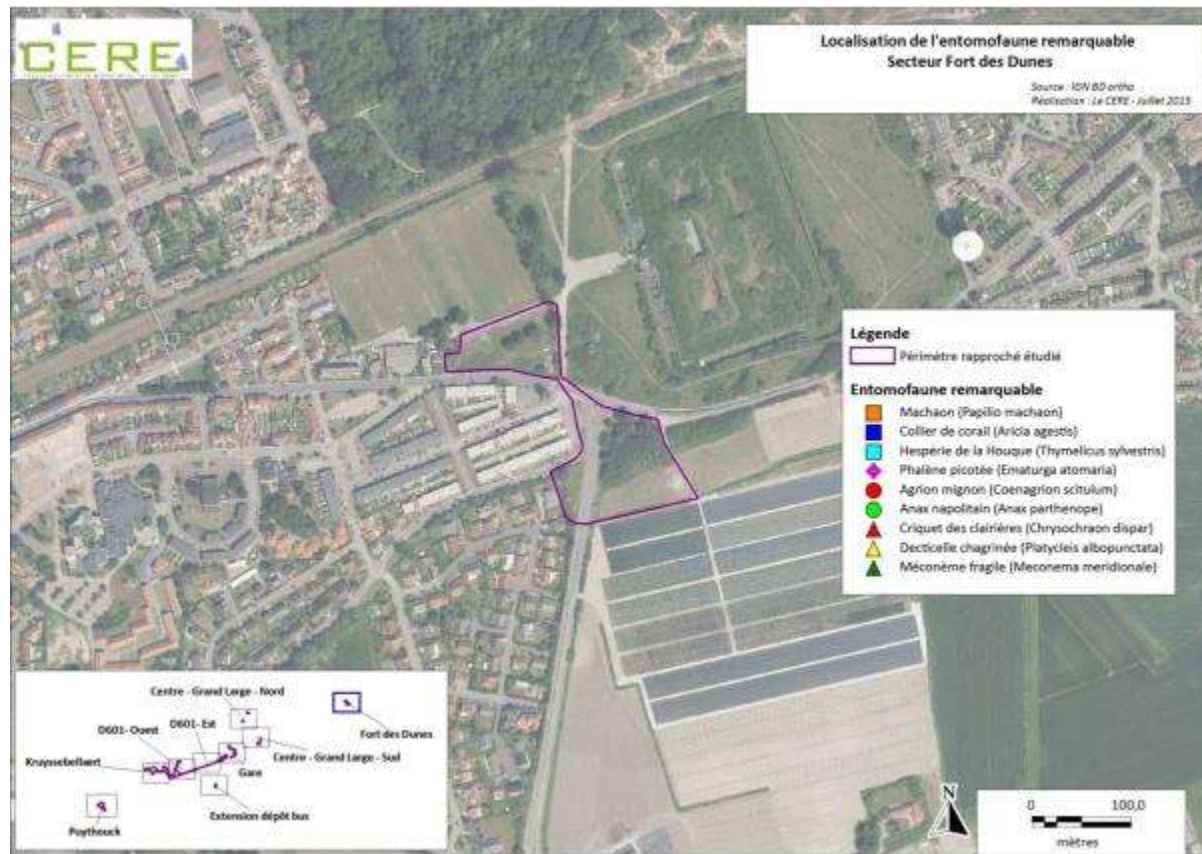 CERE
Localisation de l'entomofaune remarquable
Secteur Fort des Dunes
Source : IGN BD ortho
Réalisation : Le CERE - Juillet 2015
Légende
Périmètre rapproché étudié
Entomofaune remarquable
Machaon (Papilio machaon)
Collier de corail (Aricia agestis)
Hespérie de la Houque (Thymelicus sylvestris)
Phalène picotée (Ematurga atomaria)
Agrion mignon (Coenagrion scitulum)
Anax napolitain (Anax parthenope)
Criquet des clairières (Chrysochraon dispar)
Decticelle chagrinée (Platycleis albopunctata)
Méconème fragile (Meconema meridionale)
Centre - Grand Large - Nord
D601- Ouest
D601- Est
Fort des Dunes
Centre - Grand Large - Sud
Kruyssebellaert
Gare
Extension dépôt bus
Puythouck
N
0 100,0
mètres